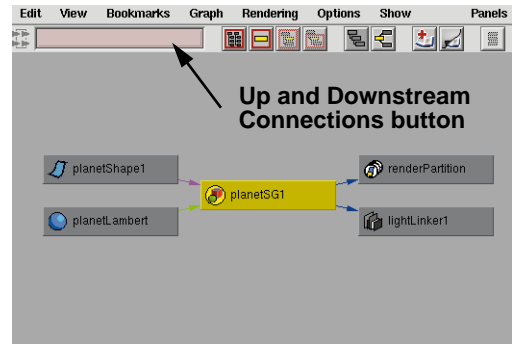 Edit View Bookmarks Graph Rendering Options Show Panels
Up and Downstream
Connections button
planetShape1
renderPartition
planetSG1
planetLambert
lightLinker1